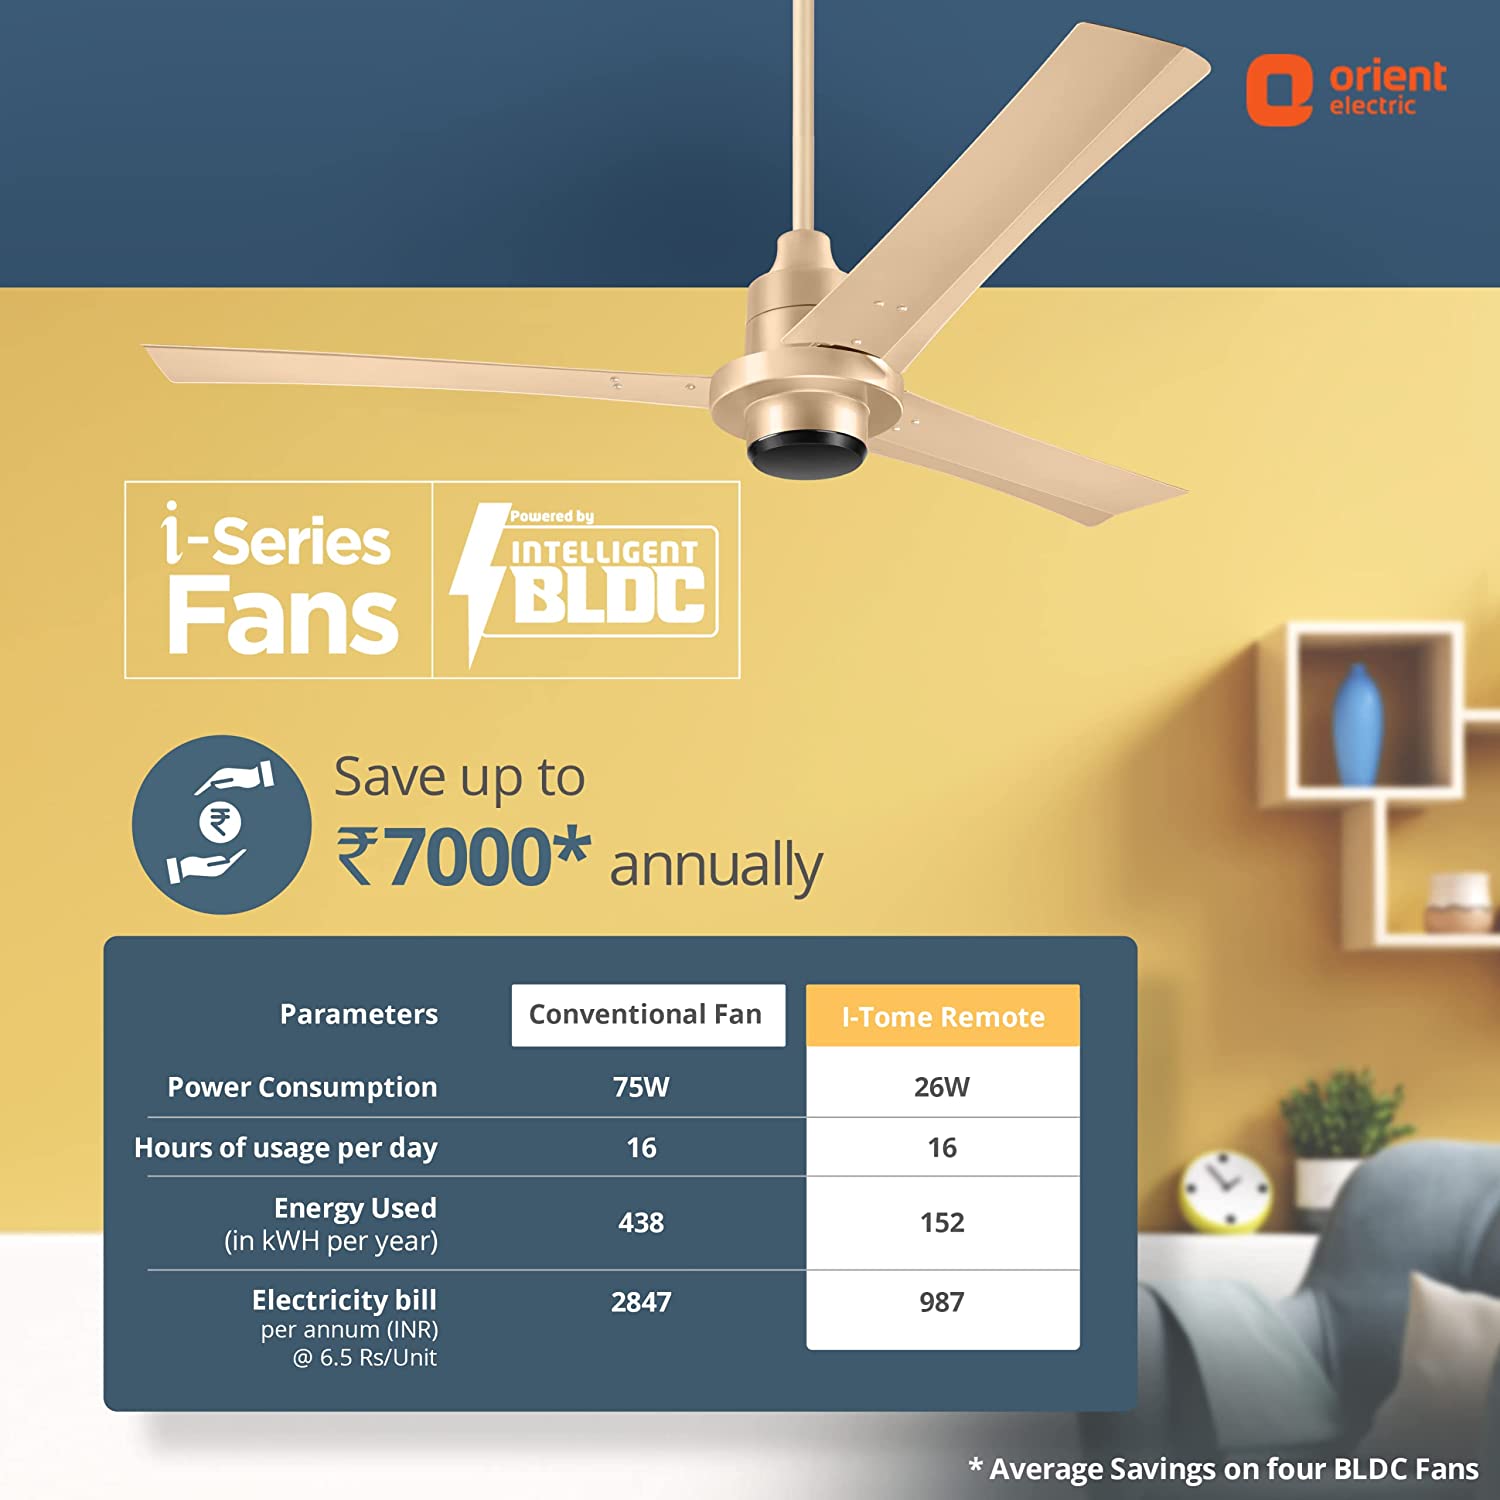 orient
electric
i-Series
Fans
Powered by
INTELLIGENT
BLDC
₹
Save up to
₹7000* annually
Parameters Conventional Fan I-Tome Remote
Power Consumption 75W 26W
Hours of usage per day 16 16
Energy Used
(in kWH per year) 438 152
Electricity bill 2847 987
per annum (INR)
@ 6.5 Rs/Unit
* Average Savings on four BLDC Fans